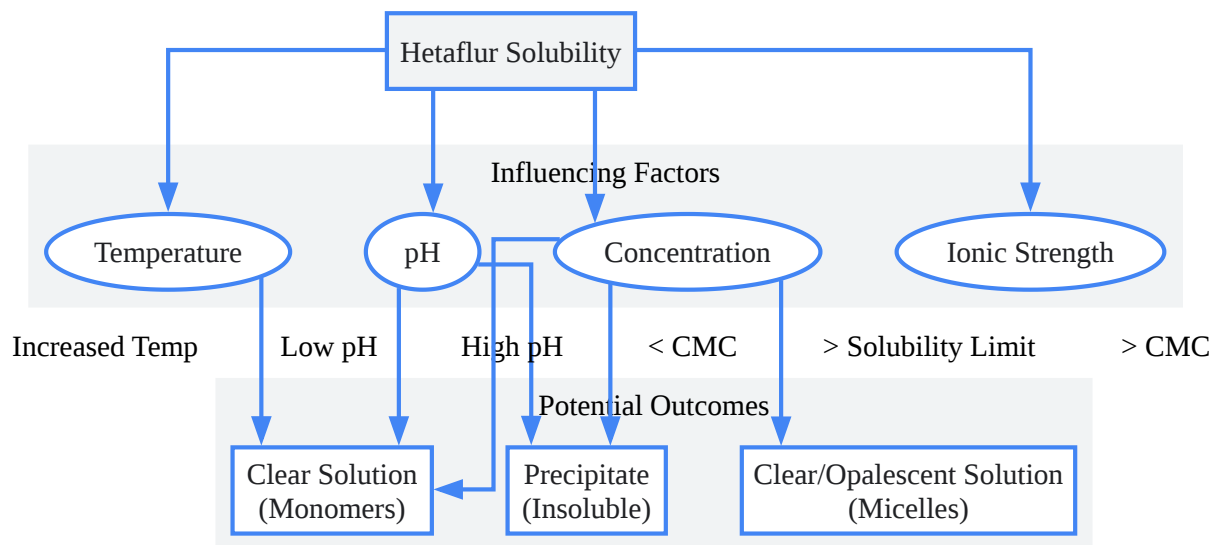 Hetaflur Solubility
Influencing Factors
Temperature
pH
Concentration
Ionic Strength
Increased Temp
Low pH
High pH
< CMC
> Solubility Limit
> CMC
Potential Outcomes
Clear Solution
(Monomers)
Precipitate
(Insoluble)
Clear/Opalescent Solution
(Micelles)